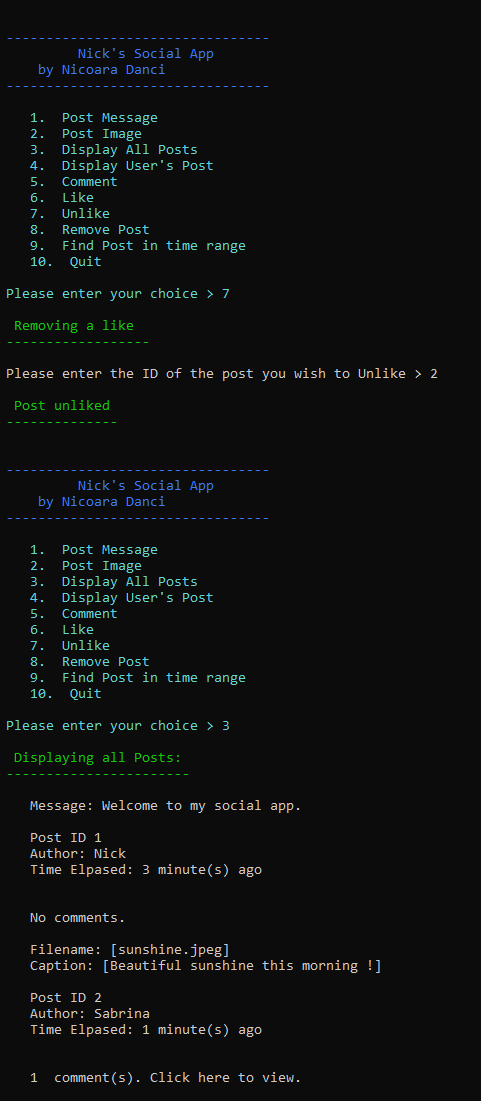 ---------------------------------
Nick's Social App
by Nicoara Danci
---------------------------------
1. Post Message
2. Post Image
3. Display All Posts
4. Display User's Post
5. Comment
6. Like
7. Unlike
8. Remove Post
9. Find Post in time range
10. Quit
Please enter your choice > 7
Removing a like
------------------
Please enter the ID of the post you wish to Unlike > 2
Post unliked
--------------
---------------------------------
Nick's Social App
by Nicoara Danci
---------------------------------
1. Post Message
2. Post Image
3. Display All Posts
4. Display User's Post
5. Comment
6. Like
7. Unlike
8. Remove Post
9. Find Post in time range
10. Quit
Please enter your choice > 3
Displaying all Posts:
-----------------------
Message: Welcome to my social app.
Post ID 1
Author: Nick
Time Elpased: 3 minute(s) ago
No comments.
Filename: [sunshine.jpeg]
Caption: [Beautiful sunshine this morning !]
Post ID 2
Author: Sabrina
Time Elpased: 1 minute(s) ago
1  comment(s). Click here to view.